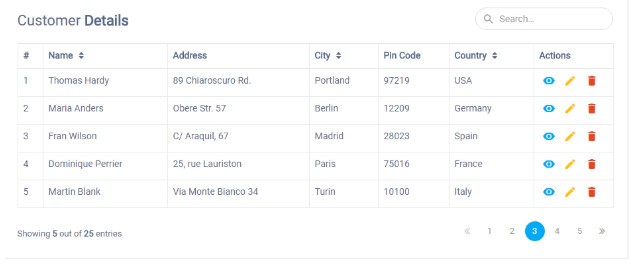 Customer Details
Search...
# Name Address City Pin Code Country Actions
1 Thomas Hardy 89 Chiaroscuro Rd. Portland 97219 USA
2 Maria Anders Obere Str. 57 Berlin 12209 Germany
3 Fran Wilson C/ Araquil, 67 Madrid 28023 Spain
4 Dominique Perrier 25, rue Lauriston Paris 75016 France
5 Martin Blank Via Monte Bianco 34 Turin 10100 Italy
Showing 5 out of 25 entries
« 1 2 3 4 5 »